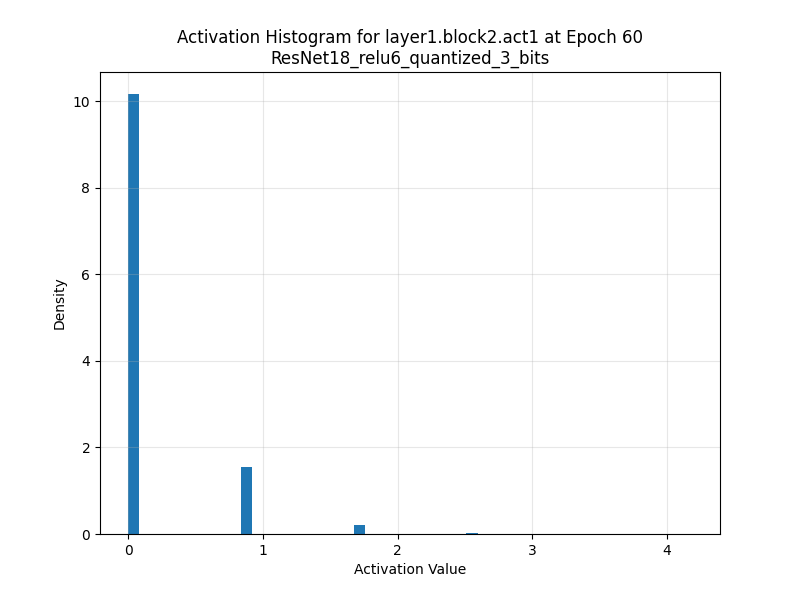 Activation Histogram for layer1.block2.act1 at Epoch 60
ResNet18_relu6_quantized_3_bits
10
8
6
4
2
0
Density
0 1 2 3 4
Activation Value